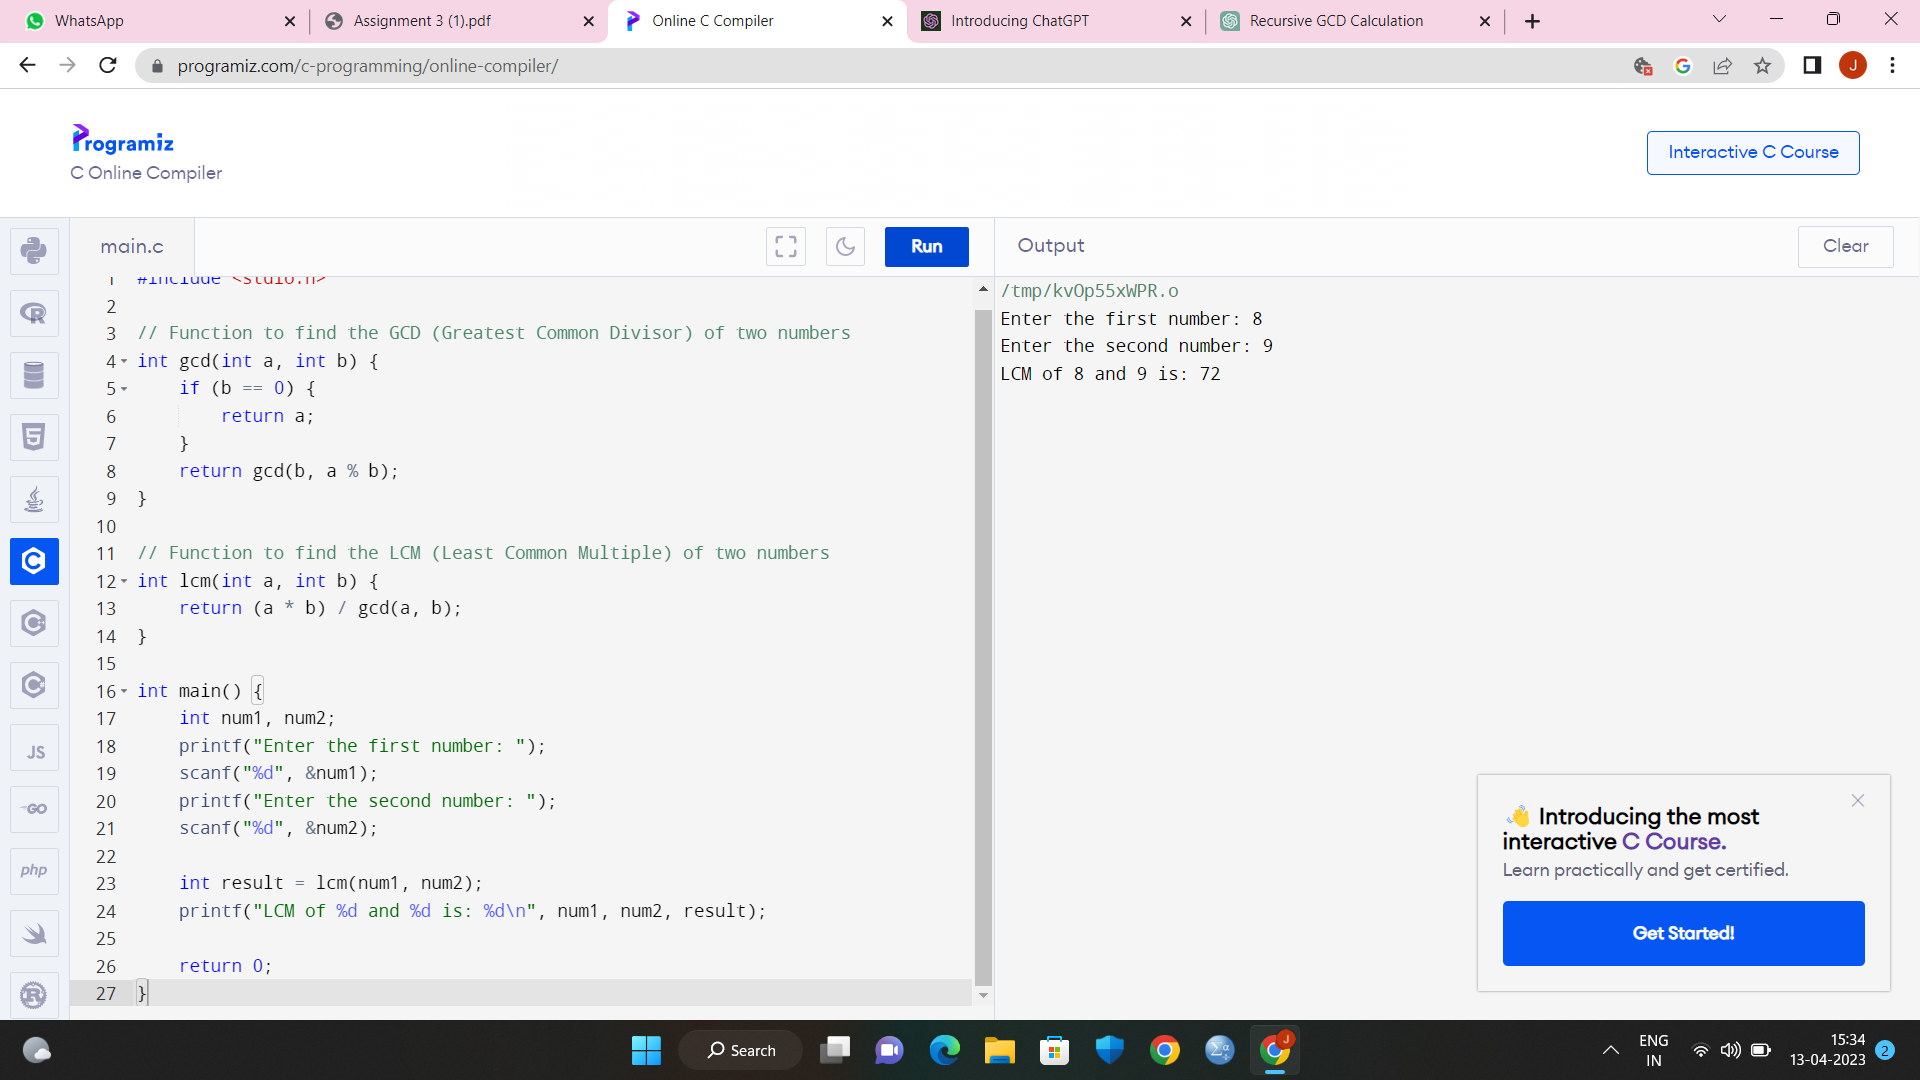 WhatsApp
Assignment 3 (1).pdf
Online C Compiler
Introducing ChatGPT
Recursive GCD Calculation
programiz.com/c-programming/online-compiler/
J
Programiz
C Online Compiler
Interactive C Course
main.c
Run
Output
Clear
1 #include <stdio.h>
2
3 // Function to find the GCD (Greatest Common Divisor) of two numbers
4 int gcd(int a, int b) {
5     if (b == 0) {
6         return a;
7     }
8     return gcd(b, a % b);
9 }
10
11 // Function to find the LCM (Least Common Multiple) of two numbers
12 int lcm(int a, int b) {
13     return (a * b) / gcd(a, b);
14 }
15
16 int main() {
17     int num1, num2;
18     printf("Enter the first number: ");
19     scanf("%d", &num1);
20     printf("Enter the second number: ");
21     scanf("%d", &num2);
22
23     int result = lcm(num1, num2);
24     printf("LCM of %d and %d is: %d\n", num1, num2, result);
25
26     return 0;
27 }
/tmp/kvOp55xWPR.o
Enter the first number: 8
Enter the second number: 9
LCM of 8 and 9 is: 72
JS
GO
php
👋 Introducing the most
interactive C Course.
Learn practically and get certified.
Get Started!
Search
J
ENG
IN
15:34
13-04-2023
2